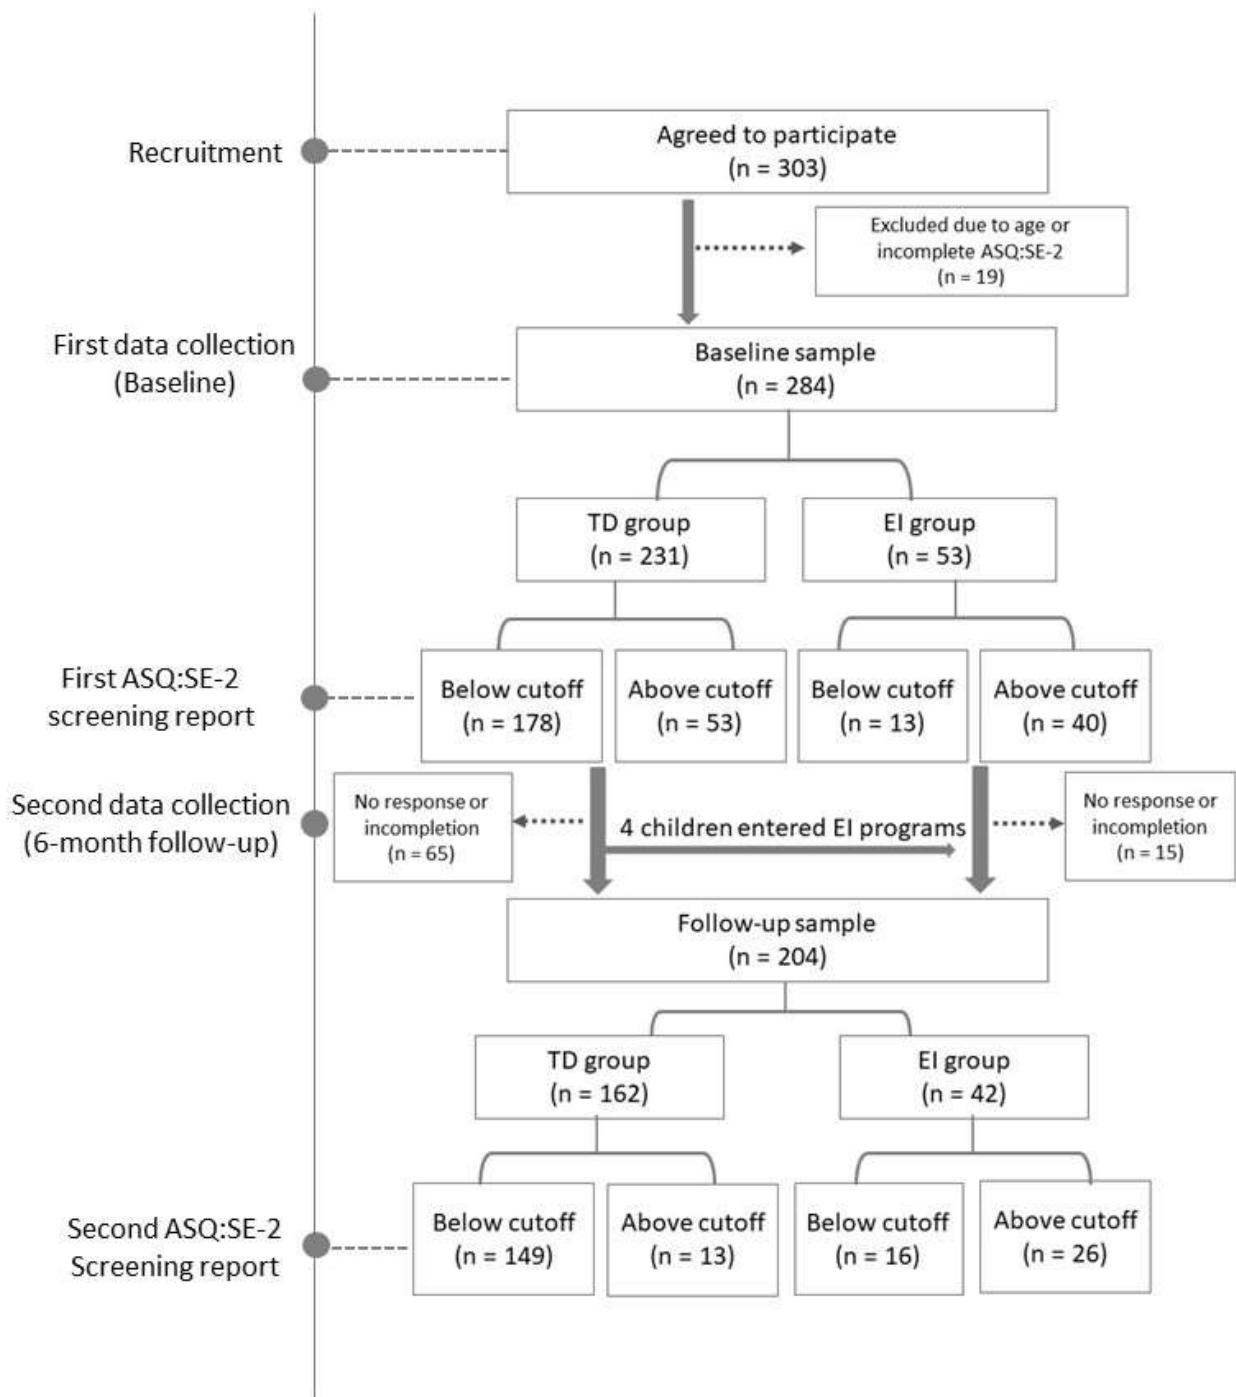 Recruitment
Agreed to participate
(n = 303)
Excluded due to age or
incomplete ASQ:SE-2
(n = 19)
First data collection
(Baseline)
Baseline sample
(n = 284)
TD group
(n = 231)
EI group
(n = 53)
First ASQ:SE-2
screening report
Below cutoff
(n = 178)
Above cutoff
(n = 53)
Below cutoff
(n = 13)
Above cutoff
(n = 40)
Second data collection
(6-month follow-up)
No response or
incompletion
(n = 65)
4 children entered EI programs
No response or
incompletion
(n = 15)
Follow-up sample
(n = 204)
TD group
(n = 162)
EI group
(n = 42)
Second ASQ:SE-2
Screening report
Below cutoff
(n = 149)
Above cutoff
(n = 13)
Below cutoff
(n = 16)
Above cutoff
(n = 26)